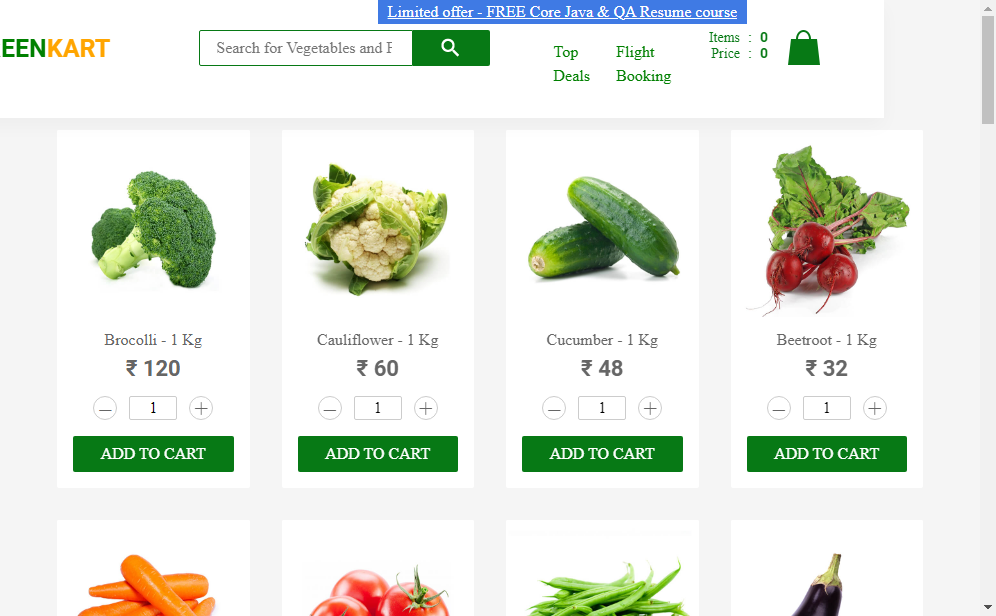 Limited offer - FREE Core Java & QA Resume course
EENKART
Search for Vegetables and F
Top
Deals
Flight
Booking
Items : 0
Price : 0
Brocolli - 1 Kg
₹ 120
– 1 +
ADD TO CART
Cauliflower - 1 Kg
₹ 60
– 1 +
ADD TO CART
Cucumber - 1 Kg
₹ 48
– 1 +
ADD TO CART
Beetroot - 1 Kg
₹ 32
– 1 +
ADD TO CART